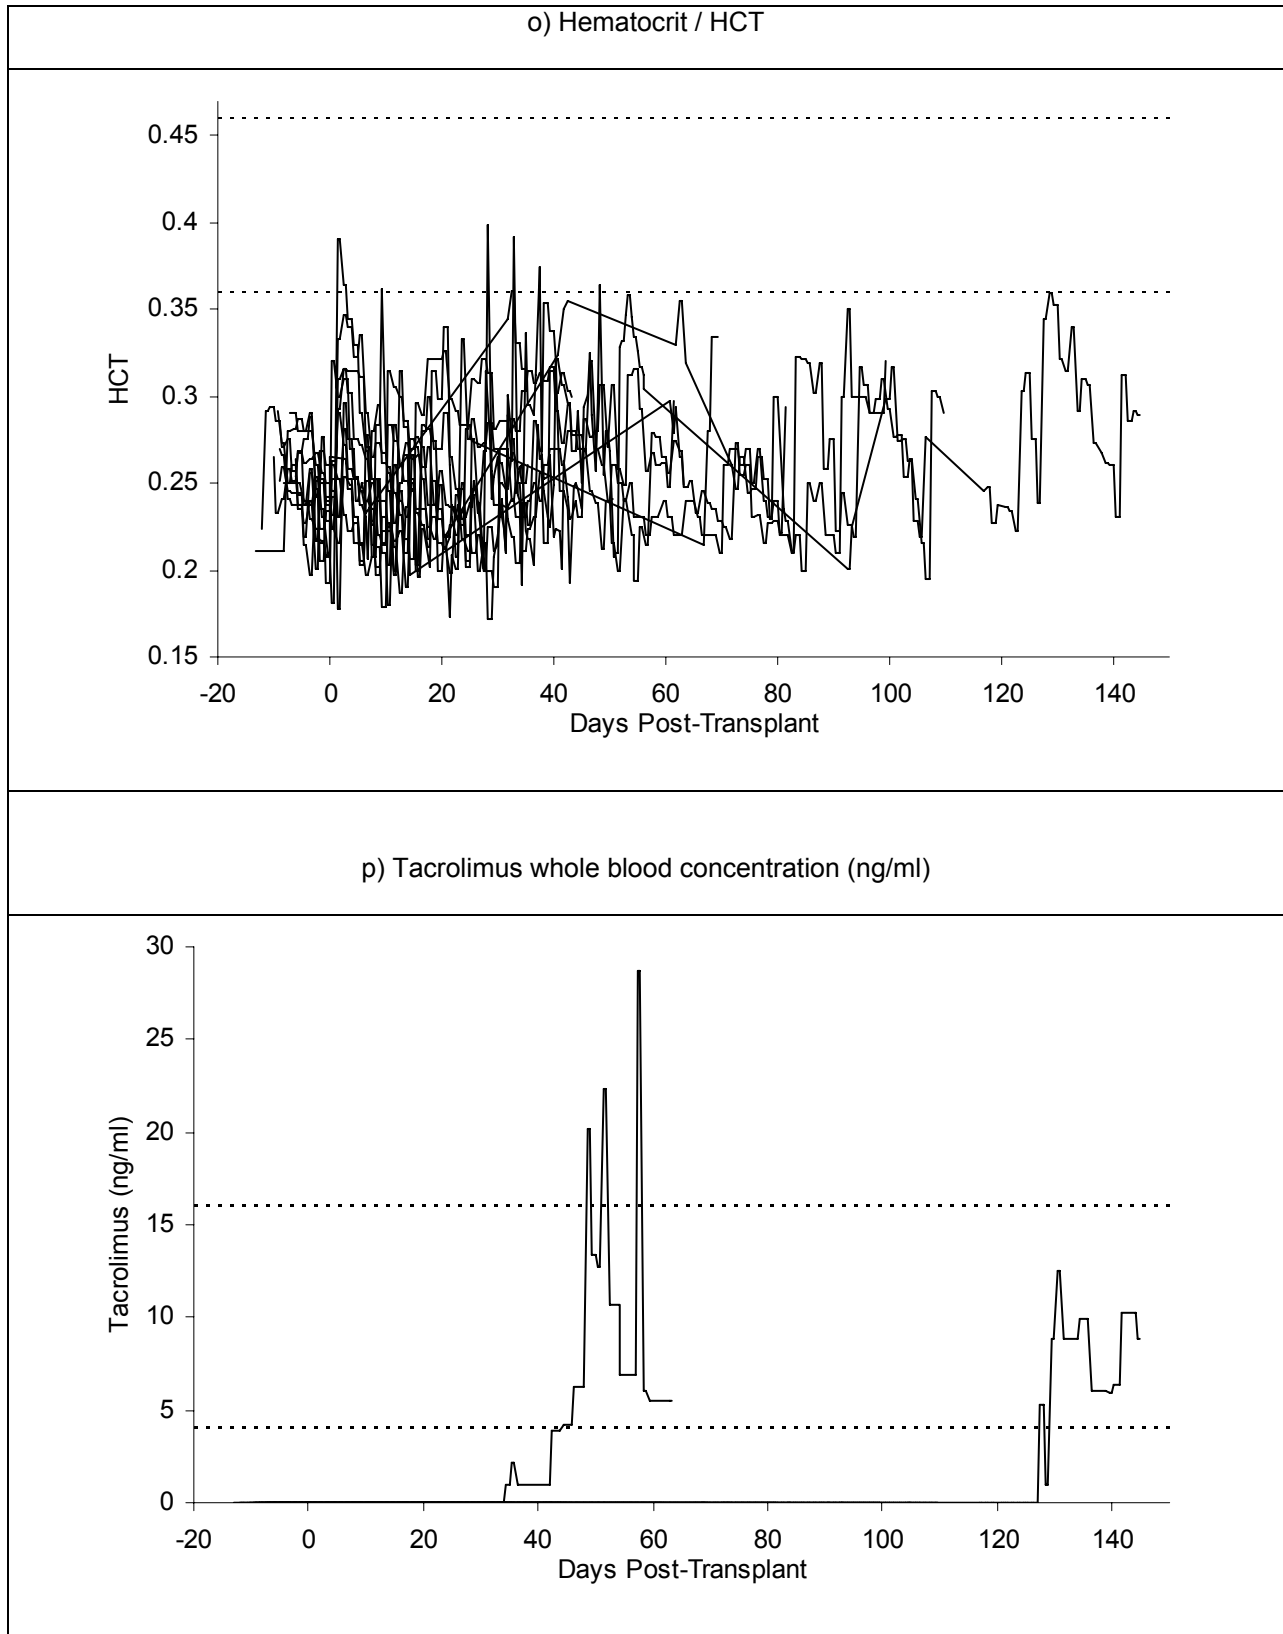 o) Hematocrit / HCT
0.45
0.4
0.35
0.3
0.25
0.2
0.15
HCT
-20 0 20 40 60 80 100 120 140
Days Post-Transplant
p) Tacrolimus whole blood concentration (ng/ml)
30
25
20
15
10
5
0
Tacrolimus (ng/ml)
-20 0 20 40 60 80 100 120 140
Days Post-Transplant